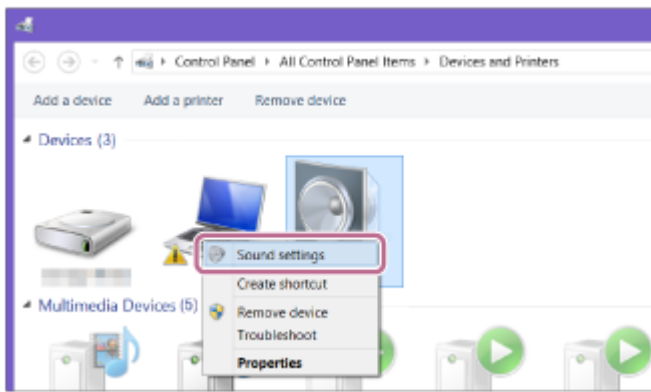 Control Panel ▸ All Control Panel Items ▸ Devices and Printers
Add a device Add a printer Remove device
Devices (3)
Sound settings
Create shortcut
Multimedia Devices (5)
Remove device
Troubleshoot
Properties